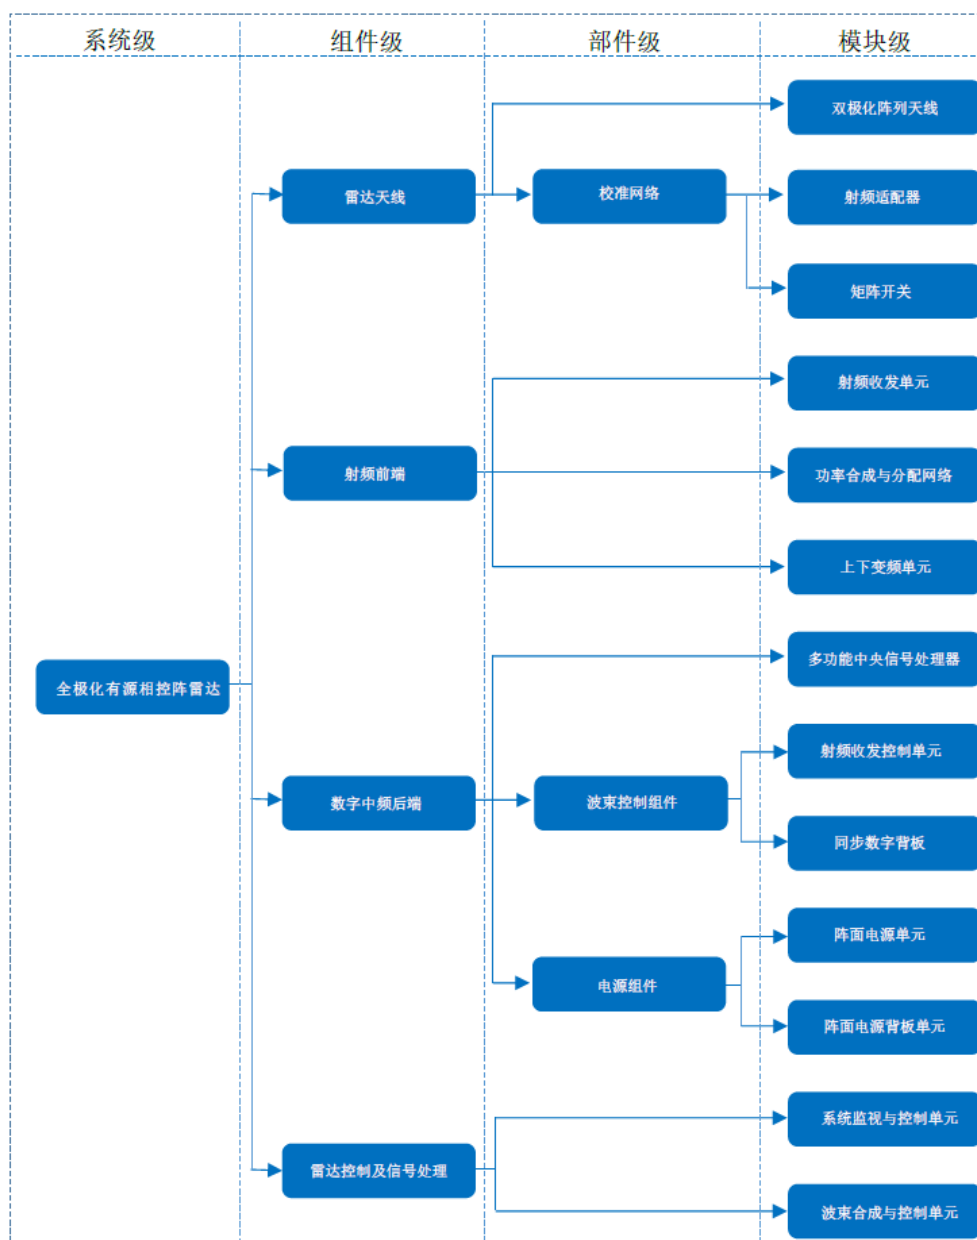 系统级
组件级
部件级
模块级
双极化阵列天线
雷达天线
校准网络
射频适配器
矩阵开关
射频收发单元
射频前端
功率合成与分配网络
上下变频单元
多功能中央信号处理器
全极化有源相控阵雷达
射频收发控制单元
数字中频后端
波束控制组件
同步数字背板
阵面电源单元
电源组件
阵面电源背板单元
系统监视与控制单元
雷达控制及信号处理
波束合成与控制单元